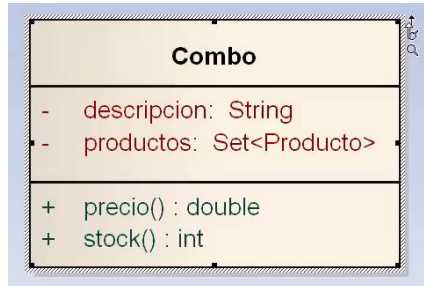 Combo
- descripcion: String
- productos: Set<Producto>
+ precio() : double
+ stock() : int